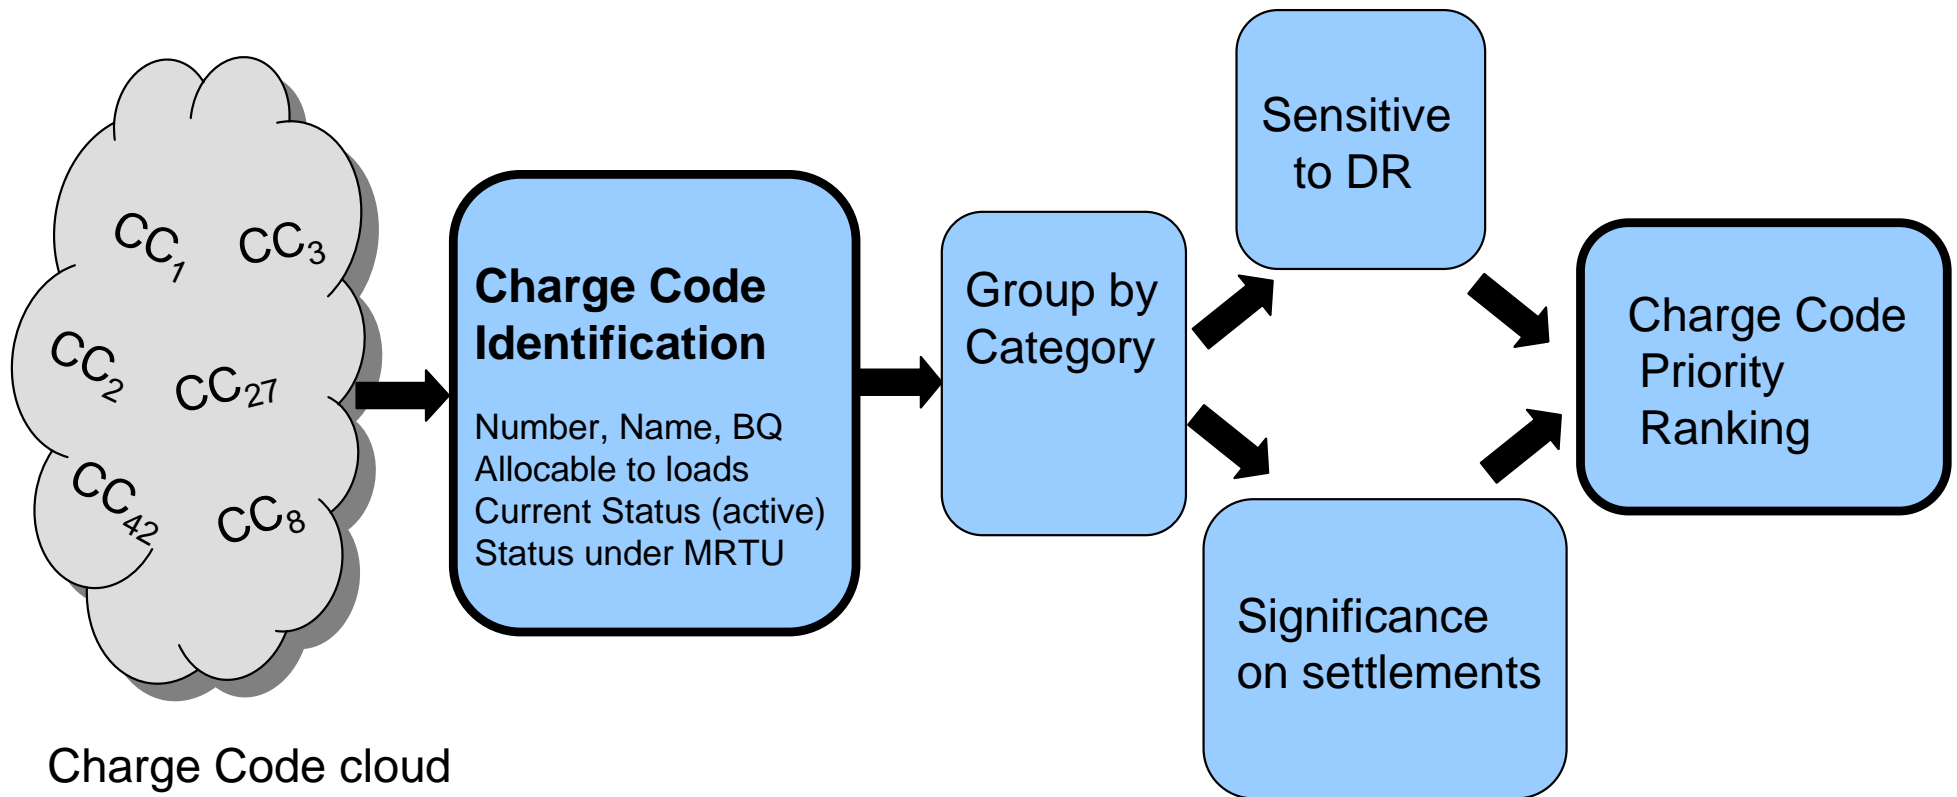 CC1
CC3
CC2
CC27
CC42
CC8
Charge Code cloud
Charge Code
Identification
Number, Name, BQ
Allocable to loads
Current Status (active)
Status under MRTU
Group by
Category
Sensitive
to DR
Significance
on settlements
Charge Code
Priority
Ranking